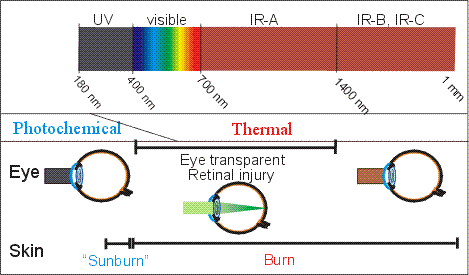 UV visible IR-A IR-B, IR-C
180 nm 400 nm 700 nm 1400 nm 1 mm
Photochemical Thermal
Eye transparent
Retinal injury
Eye
Skin
"Sunburn" Burn